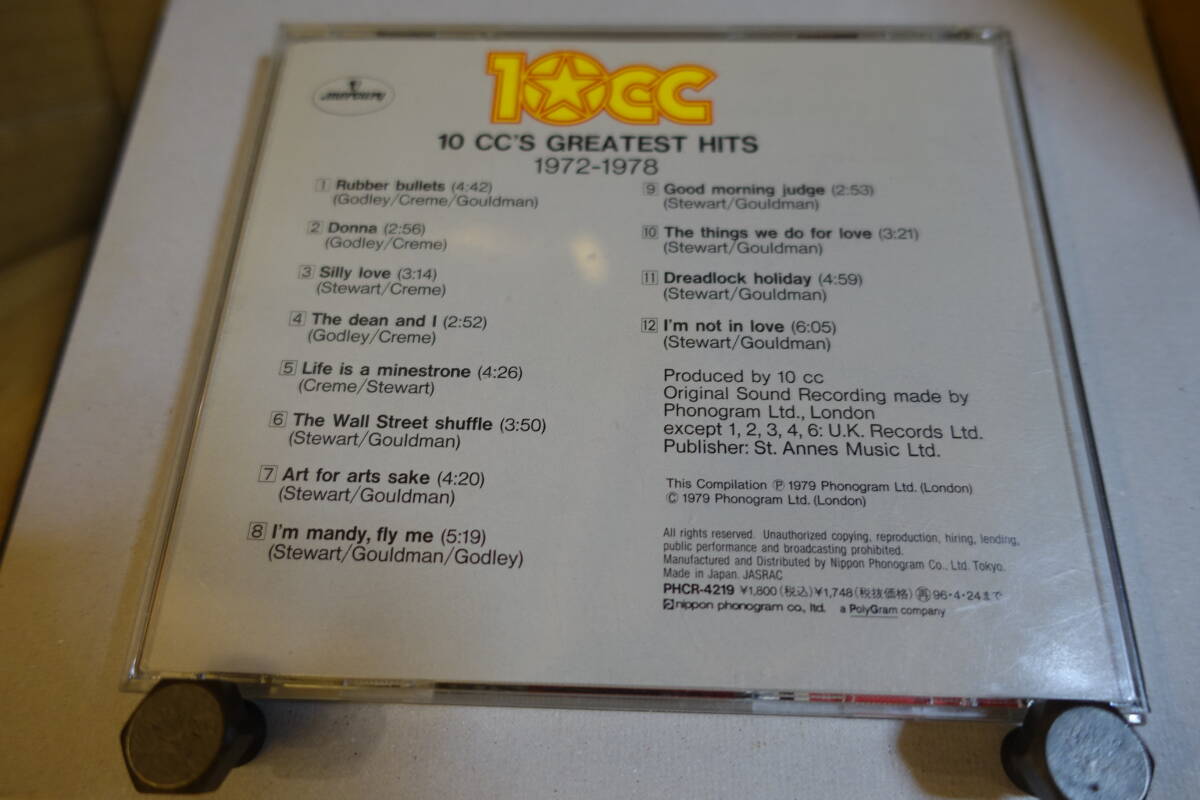 mercury
10cc
10 CC'S GREATEST HITS
1972-1978
1 Rubber bullets (4:42)
(Godley/Creme/Gouldman)
2 Donna (2:56)
(Godley/Creme)
3 Silly love (3:14)
(Stewart/Creme)
4 The dean and I (2:52)
(Godley/Creme)
5 Life is a minestrone (4:26)
(Creme/Stewart)
6 The Wall Street shuffle (3:50)
(Stewart/Gouldman)
7 Art for arts sake (4:20)
(Stewart/Gouldman)
8 I'm mandy, fly me (5:19)
(Stewart/Gouldman/Godley)
9 Good morning judge (2:53)
(Stewart/Gouldman)
10 The things we do for love (3:21)
(Stewart/Gouldman)
11 Dreadlock holiday (4:59)
(Stewart/Gouldman)
12 I'm not in love (6:05)
(Stewart/Gouldman)
Produced by 10 cc
Original Sound Recording made by
Phonogram Ltd., London
except 1, 2, 3, 4, 6: U.K. Records Ltd.
Publisher: St. Annes Music Ltd.
This Compilation ℗ 1979 Phonogram Ltd. (London)
© 1979 Phonogram Ltd. (London)
All rights reserved. Unauthorized copying, reproduction, hiring, lending,
public performance and broadcasting prohibited.
Manufactured and Distributed by Nippon Phonogram Co., Ltd. Tokyo.
Made in Japan. JASRAC
PHCR-4219 ¥1,800(税込)¥1,748(税抜価格)㊢96・4・24まで
nippon phonogram co., ltd. a PolyGram company